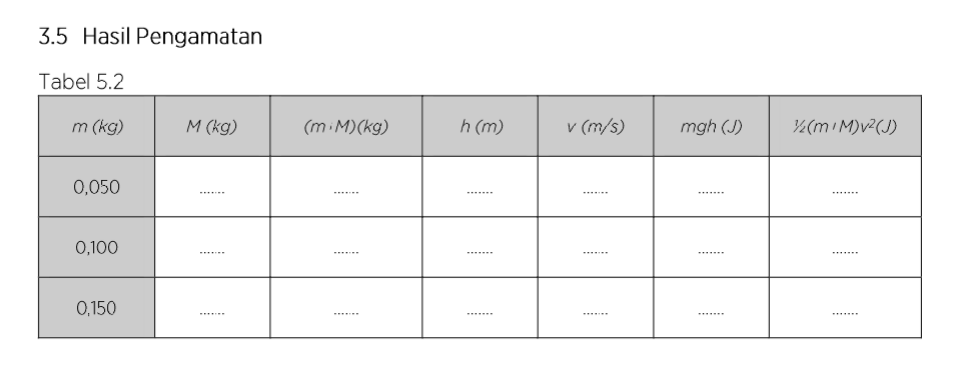 3.5 Hasil Pengamatan
Tabel 5.2
m (kg) M (kg) (m+M)(kg) h (m) v (m/s) mgh (J) ½(m+M)v²(J)
0,050 ....... ....... ....... ....... ....... .......
0,100 ....... ....... ....... ....... ....... .......
0,150 ....... ....... ....... ....... ....... .......